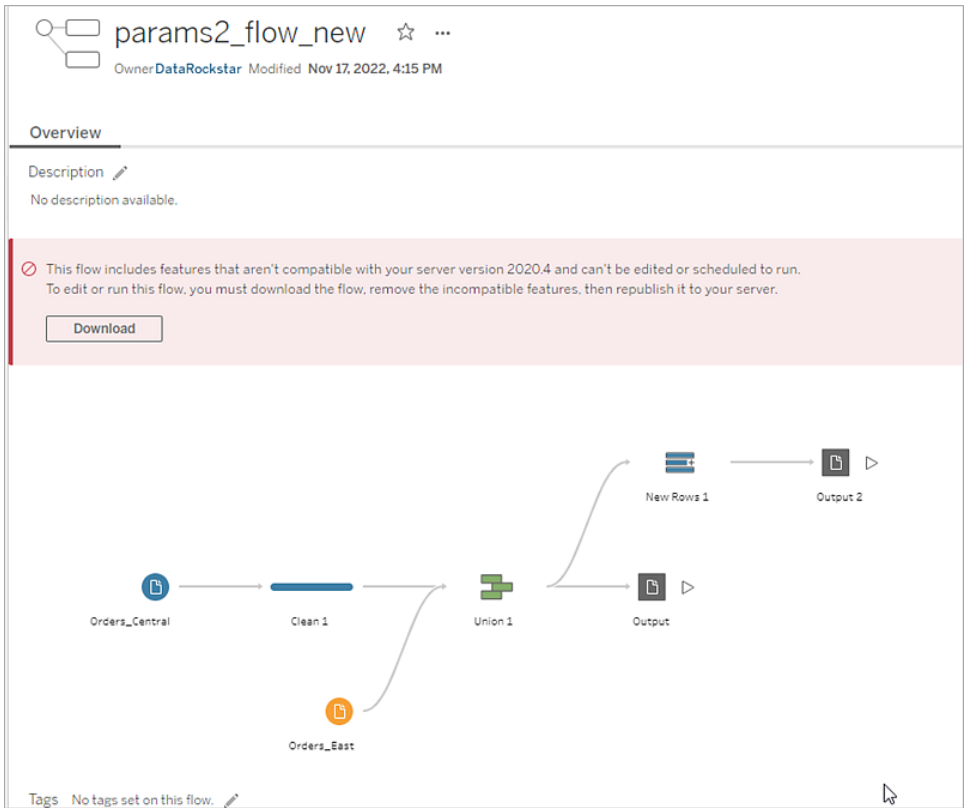 params2_flow_new
Owner DataRockstar Modified Nov 17, 2022, 4:15 PM
Overview
Description
No description available.
This flow includes features that aren't compatible with your server version 2020.4 and can't be edited or scheduled to run.
To edit or run this flow, you must download the flow, remove the incompatible features, then republish it to your server.
Download
New Rows 1
Output 2
Orders_Central
Clean 1
Union 1
Output
Orders_East
Tags No tags set on this flow.